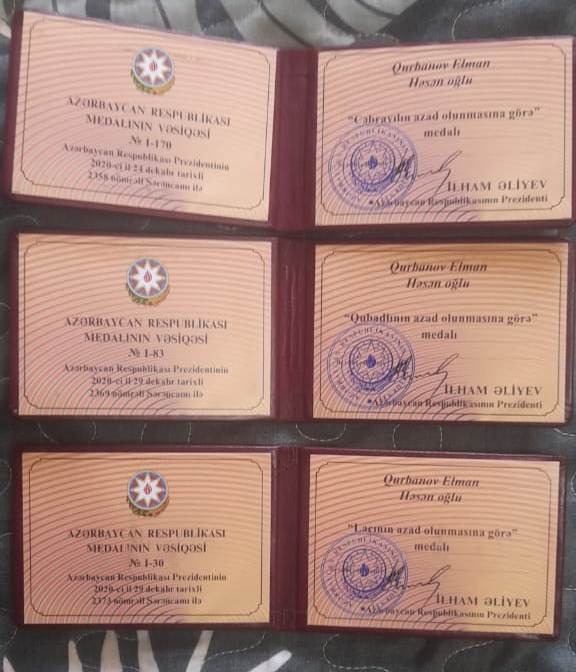 AZƏRBAYCAN RESPUBLİKASI
MEDALININ VƏSİQƏSİ
№ I-170
Azərbaycan Respublikası Prezidentinin
2020-ci il 24 dekabr tarixli
2358 nömrəli Sərəncamı ilə
Qurbanov Elman
Həsən oğlu
"Cəbrayılın azad olunmasına görə"
medalı
İLHAM ƏLİYEV
Azərbaycan Respublikasının Prezidenti
AZƏRBAYCAN RESPUBLİKASI
MEDALININ VƏSİQƏSİ
№ I-83
Azərbaycan Respublikası Prezidentinin
2020-ci il 29 dekabr tarixli
2369 nömrəli Sərəncamı ilə
Qurbanov Elman
Həsən oğlu
"Qubadlının azad olunmasına görə"
medalı
İLHAM ƏLİYEV
Azərbaycan Respublikasının Prezidenti
AZƏRBAYCAN RESPUBLİKASI
MEDALININ VƏSİQƏSİ
№ I-30
Azərbaycan Respublikası Prezidentinin
2020-ci il 29 dekabr tarixli
2373 nömrəli Sərəncamı ilə
Qurbanov Elman
Həsən oğlu
"Laçının azad olunmasına görə"
medalı
İLHAM ƏLİYEV
Azərbaycan Respublikasının Prezidenti